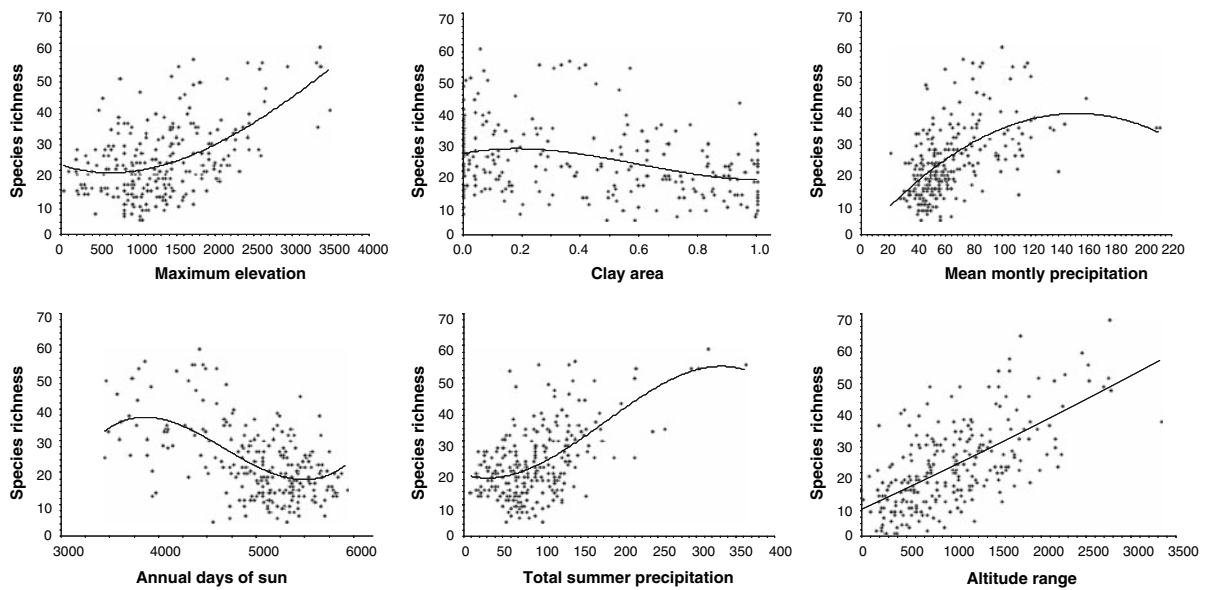 70
60
50
40
30
20
10
0
Species richness
0 500 1000 1500 2000 2500 3000 3500 4000
Maximum elevation
70
60
50
40
30
20
10
0
Species richness
0.0 0.2 0.4 0.6 0.8 1.0
Clay area
70
60
50
40
30
20
10
0
Species richness
0 20 40 60 80 100 120 140 160 180 200 220
Mean montly precipitation
70
60
50
40
30
20
10
0
Species richness
3000 4000 5000 6000
Annual days of sun
70
60
50
40
30
20
10
0
Species richness
0 50 100 150 200 250 300 360 400
Total summer precipitation
70
60
50
40
30
20
10
0
Species richness
0 500 1000 1500 2000 2500 3000 3500
Altitude range